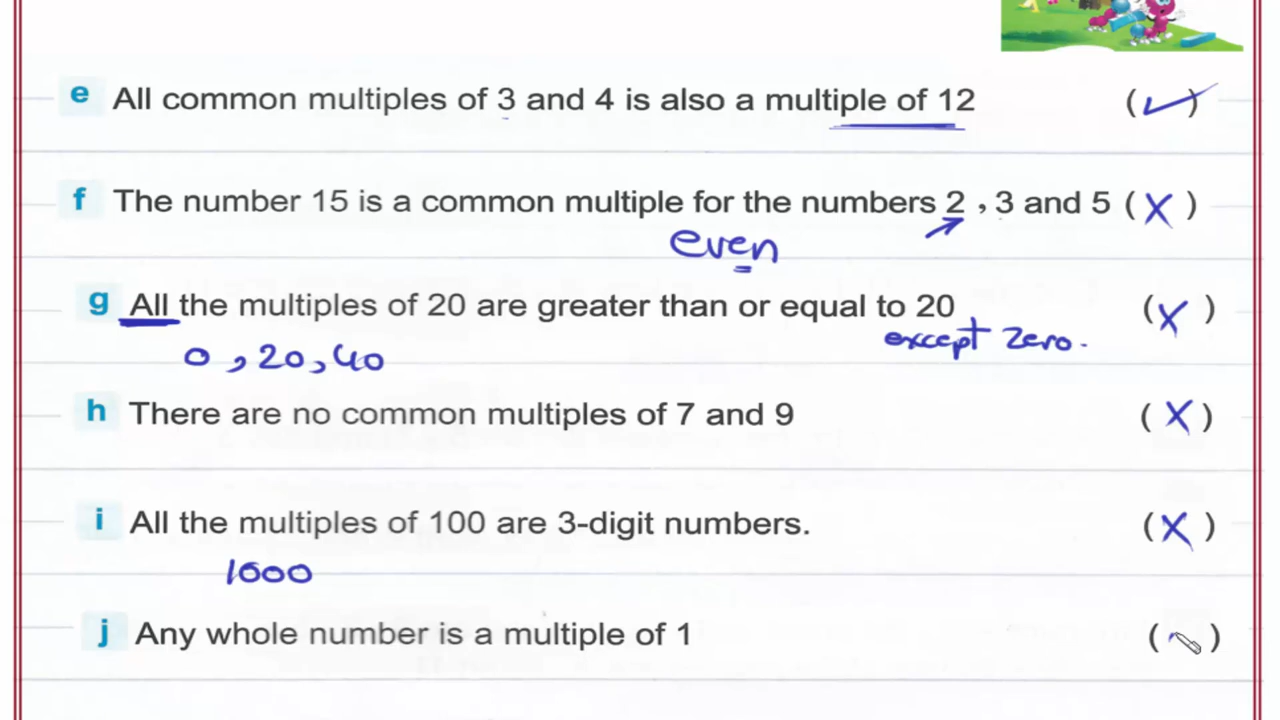 e All common multiples of 3 and 4 is also a multiple of 12 (✓)
f The number 15 is a common multiple for the numbers 2 , 3 and 5 (X)
even
g All the multiples of 20 are greater than or equal to 20 (X)
except zero.
0 , 20 , 40
h There are no common multiples of 7 and 9 (X)
i All the multiples of 100 are 3-digit numbers. (X)
1000
j Any whole number is a multiple of 1 ( )